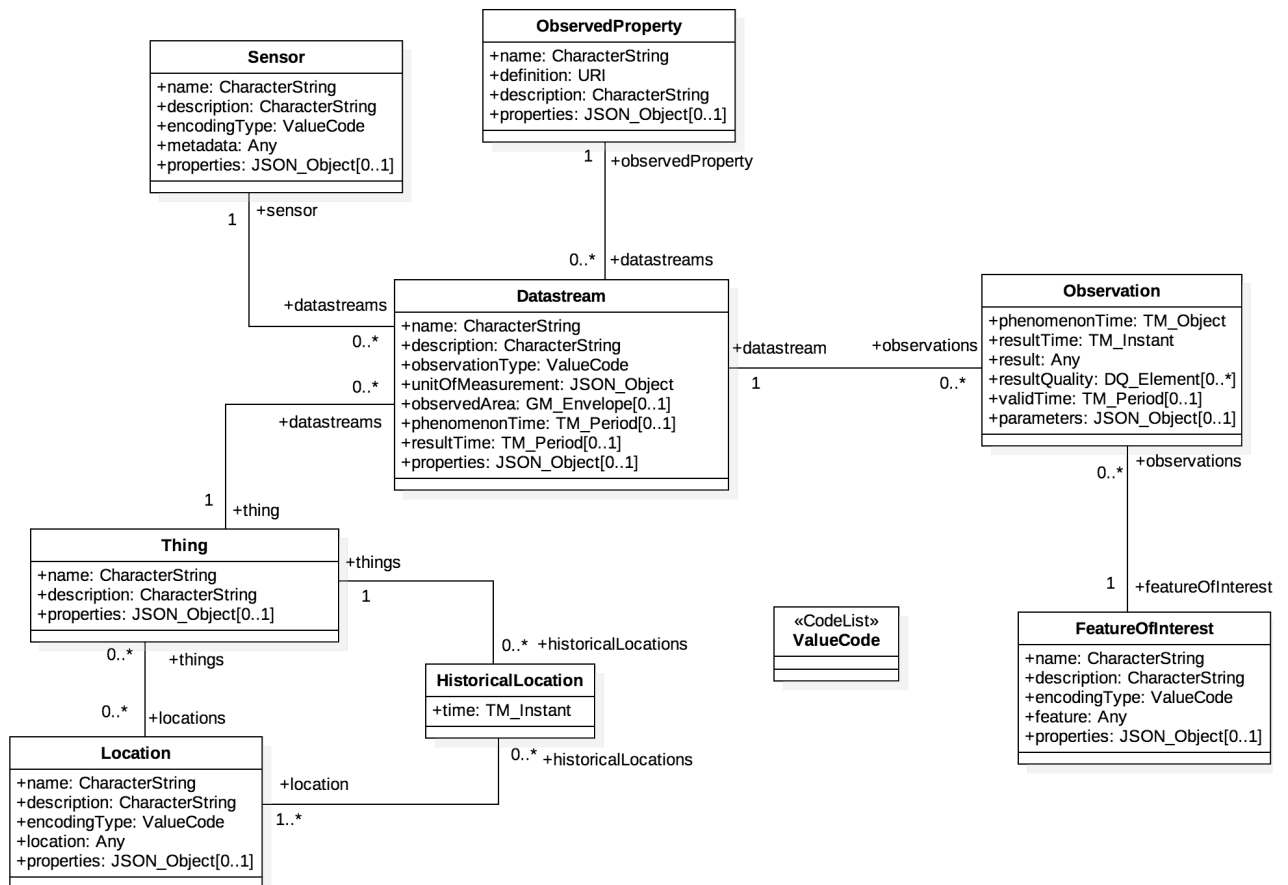 ObservedProperty
+name: CharacterString
+definition: URI
+description: CharacterString
+properties: JSON_Object[0..1]
Sensor
+name: CharacterString
+description: CharacterString
+encodingType: ValueCode
+metadata: Any
+properties: JSON_Object[0..1]
1
+observedProperty
1
+sensor
0..*
+datastreams
+datastreams
0..*
Datastream
+name: CharacterString
+description: CharacterString
+observationType: ValueCode
+unitOfMeasurement: JSON_Object
+observedArea: GM_Envelope[0..1]
+phenomenonTime: TM_Period[0..1]
+resultTime: TM_Period[0..1]
+properties: JSON_Object[0..1]
+datastream
1
+observations
0..*
Observation
+phenomenonTime: TM_Object
+resultTime: TM_Instant
+result: Any
+resultQuality: DQ_Element[0..*]
+validTime: TM_Period[0..1]
+parameters: JSON_Object[0..1]
0..*
+datastreams
1
+thing
+observations
0..*
1
+featureOfInterest
Thing
+name: CharacterString
+description: CharacterString
+properties: JSON_Object[0..1]
+things
1
0..*
+historicalLocations
«CodeList»
ValueCode
FeatureOfInterest
+name: CharacterString
+description: CharacterString
+encodingType: ValueCode
+feature: Any
+properties: JSON_Object[0..1]
0..*
+things
0..*
+locations
HistoricalLocation
+time: TM_Instant
0..*
+historicalLocations
Location
+name: CharacterString
+description: CharacterString
+encodingType: ValueCode
+location: Any
+properties: JSON_Object[0..1]
+location
1..*